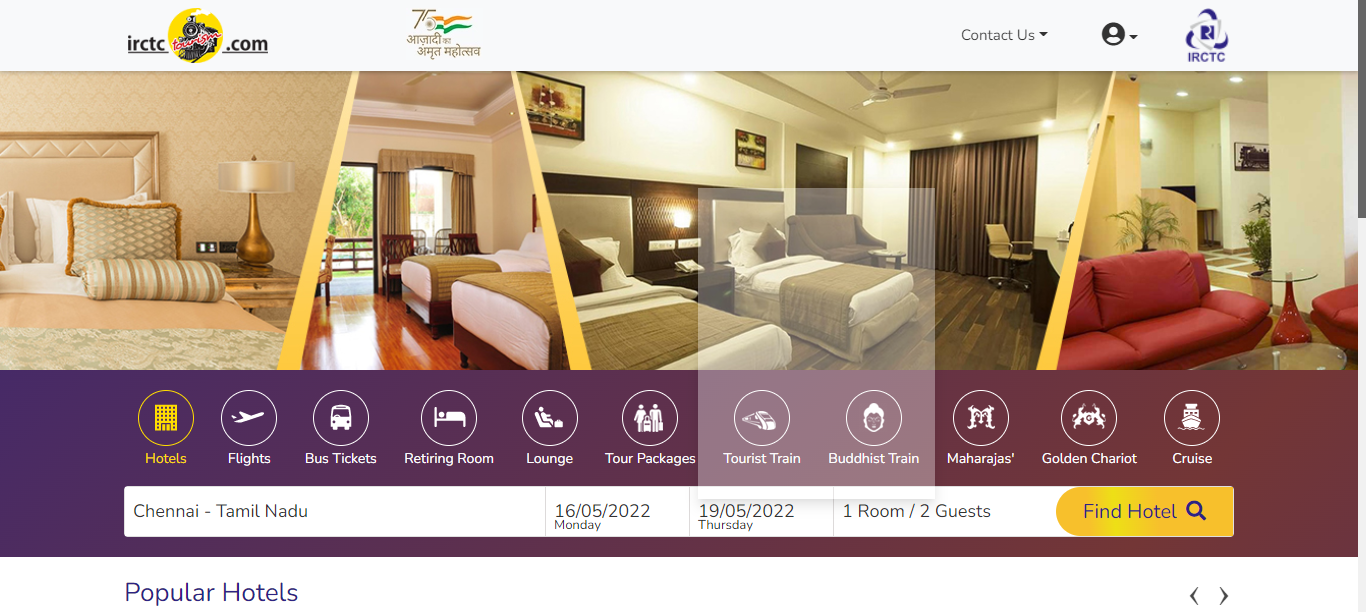 irctc tourism .com
75
आज़ादी का
अमृत महोत्सव
Contact Us
IRCTC
Hotels
Flights
Bus Tickets
Retiring Room
Lounge
Tour Packages
Tourist Train
Buddhist Train
Maharajas'
Golden Chariot
Cruise
Chennai - Tamil Nadu
16/05/2022
Monday
19/05/2022
Thursday
1 Room / 2 Guests
Find Hotel
Popular Hotels